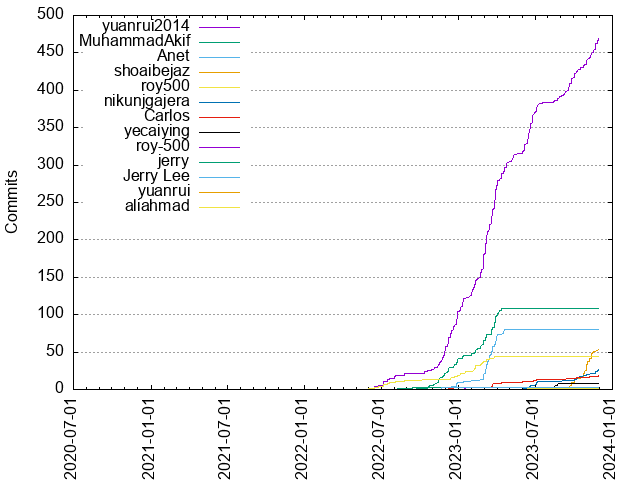 500
450
400
350
300
250
200
150
100
50
0
Commits
yuanrui2014
MuhammadAkif
Anet
shoaibejaz
roy500
nikunjgajera
Carlos
yecaiying
roy-500
jerry
Jerry Lee
yuanrui
aliahmad
2020-07-01
2021-01-01
2021-07-01
2022-01-01
2022-07-01
2023-01-01
2023-07-01
2024-01-01